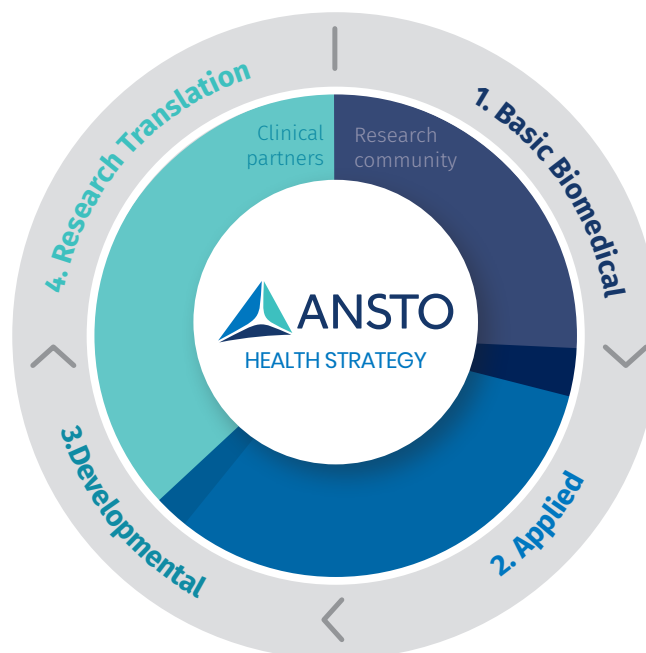 1. Basic Biomedical
2. Applied
3.Developmental
4. Research Translation
Clinical
partners
Research
community
ANSTO
HEALTH STRATEGY